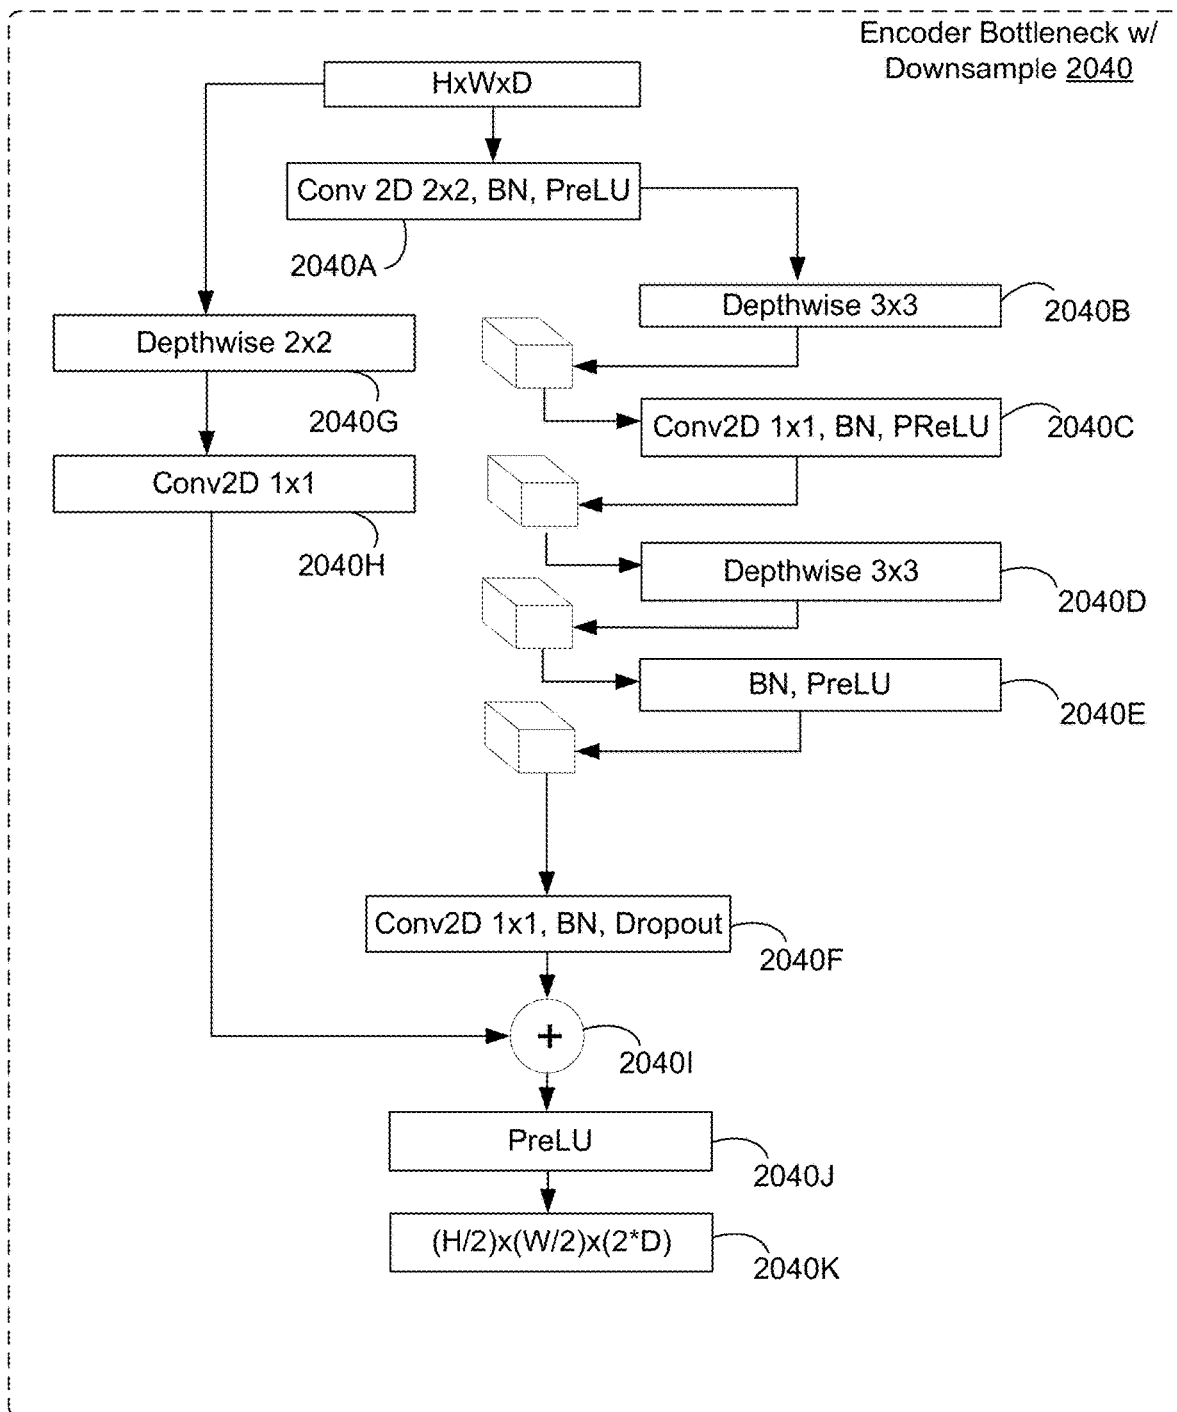 Encoder Bottleneck w/
Downsample 2040
HxWxD
Conv 2D 2x2, BN, PreLU
2040A
Depthwise 3x3
2040B
Depthwise 2x2
2040G
Conv2D 1x1, BN, PReLU
2040C
Conv2D 1x1
2040H
Depthwise 3x3
2040D
BN, PreLU
2040E
Conv2D 1x1, BN, Dropout
2040F
+
2040I
PreLU
2040J
(H/2)x(W/2)x(2*D)
2040K